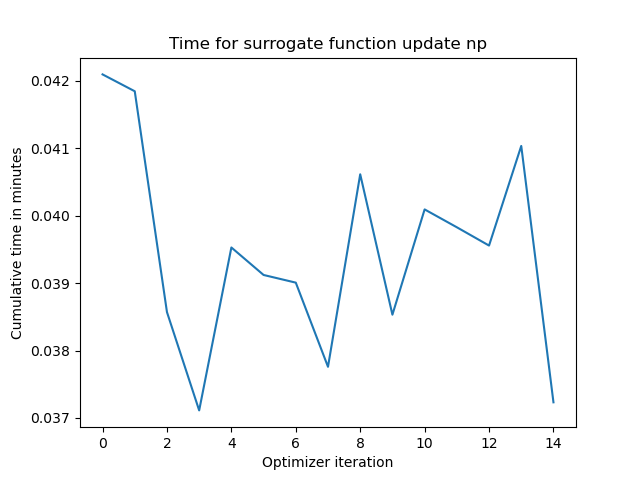 Time for surrogate function update np
0.042
0.041
0.040
0.039
0.038
0.037
Cumulative time in minutes
0 2 4 6 8 10 12 14
Optimizer iteration